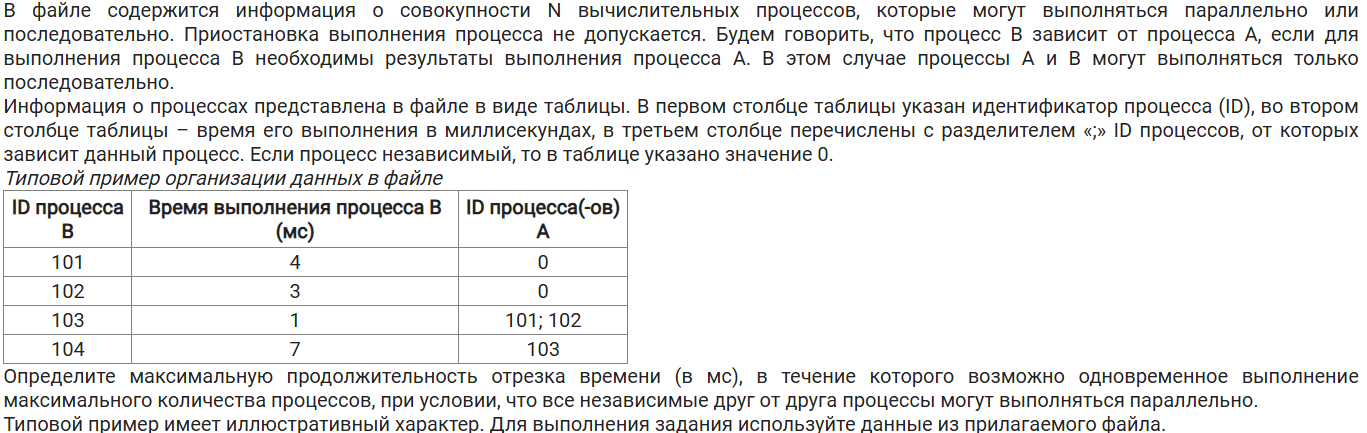 В файле содержится информация о совокупности N вычислительных процессов, которые могут выполняться параллельно или
последовательно. Приостановка выполнения процесса не допускается. Будем говорить, что процесс B зависит от процесса A, если для
выполнения процесса B необходимы результаты выполнения процесса A. В этом случае процессы A и B могут выполняться только
последовательно.
Информация о процессах представлена в файле в виде таблицы. В первом столбце таблицы указан идентификатор процесса (ID), во втором
столбце таблицы – время его выполнения в миллисекундах, в третьем столбце перечислены с разделителем «;» ID процессов, от которых
зависит данный процесс. Если процесс независимый, то в таблице указано значение 0.
Типовой пример организации данных в файле
ID процесса B Время выполнения процесса B (мс) ID процесса(-ов) A
101 4 0
102 3 0
103 1 101; 102
104 7 103
Определите максимальную продолжительность отрезка времени (в мс), в течение которого возможно одновременное выполнение
максимального количества процессов, при условии, что все независимые друг от друга процессы могут выполняться параллельно.
Типовой пример имеет иллюстративный характер. Для выполнения задания используйте данные из прилагаемого файла.